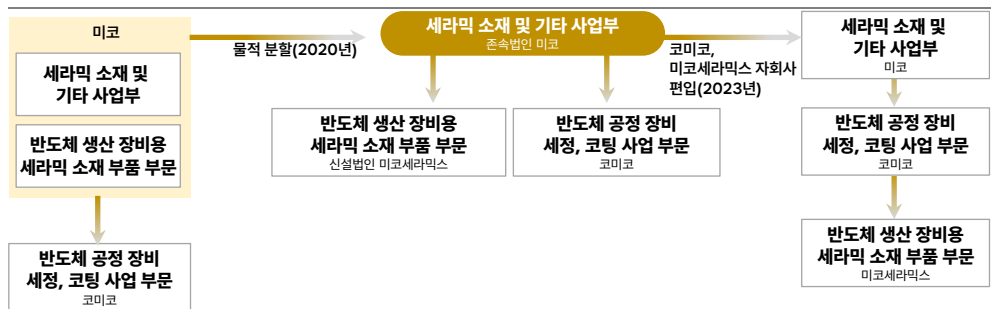 미코
세라믹 소재 및
기타 사업부
반도체 생산 장비용
세라믹 소재 부품 부문
반도체 공정 장비
세정, 코팅 사업 부문
코미코
물적 분할(2020년)
세라믹 소재 및 기타 사업부
존속법인 미코
반도체 생산 장비용
세라믹 소재 부품 부문
신설법인 미코세라믹스
반도체 공정 장비
세정, 코팅 사업 부문
코미코
코미코,
미코세라믹스 자회사
편입(2023년)
세라믹 소재 및
기타 사업부
미코
반도체 공정 장비
세정, 코팅 사업 부문
코미코
반도체 생산 장비용
세라믹 소재 부품 부문
미코세라믹스